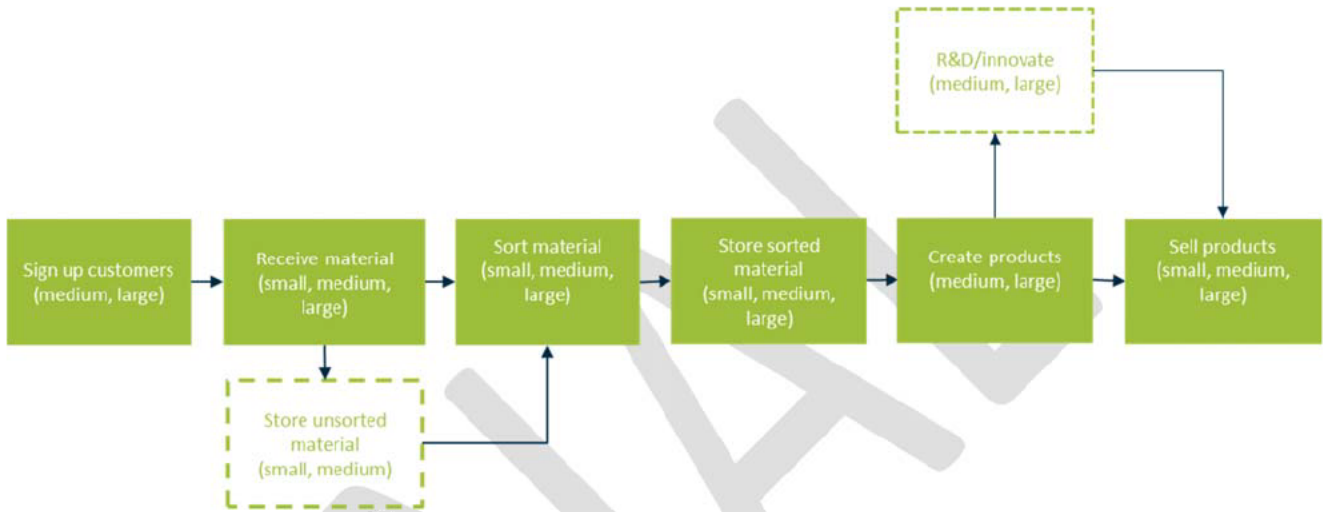 R&D/innovate
(medium, large)
Sign up customers
(medium, large)
Receive material
(small, medium,
large)
Sort material
(small, medium,
large)
Store sorted
material
(small, medium,
large)
Create products
(medium, large)
Sell products
(small, medium,
large)
Store unsorted
material
(small, medium)